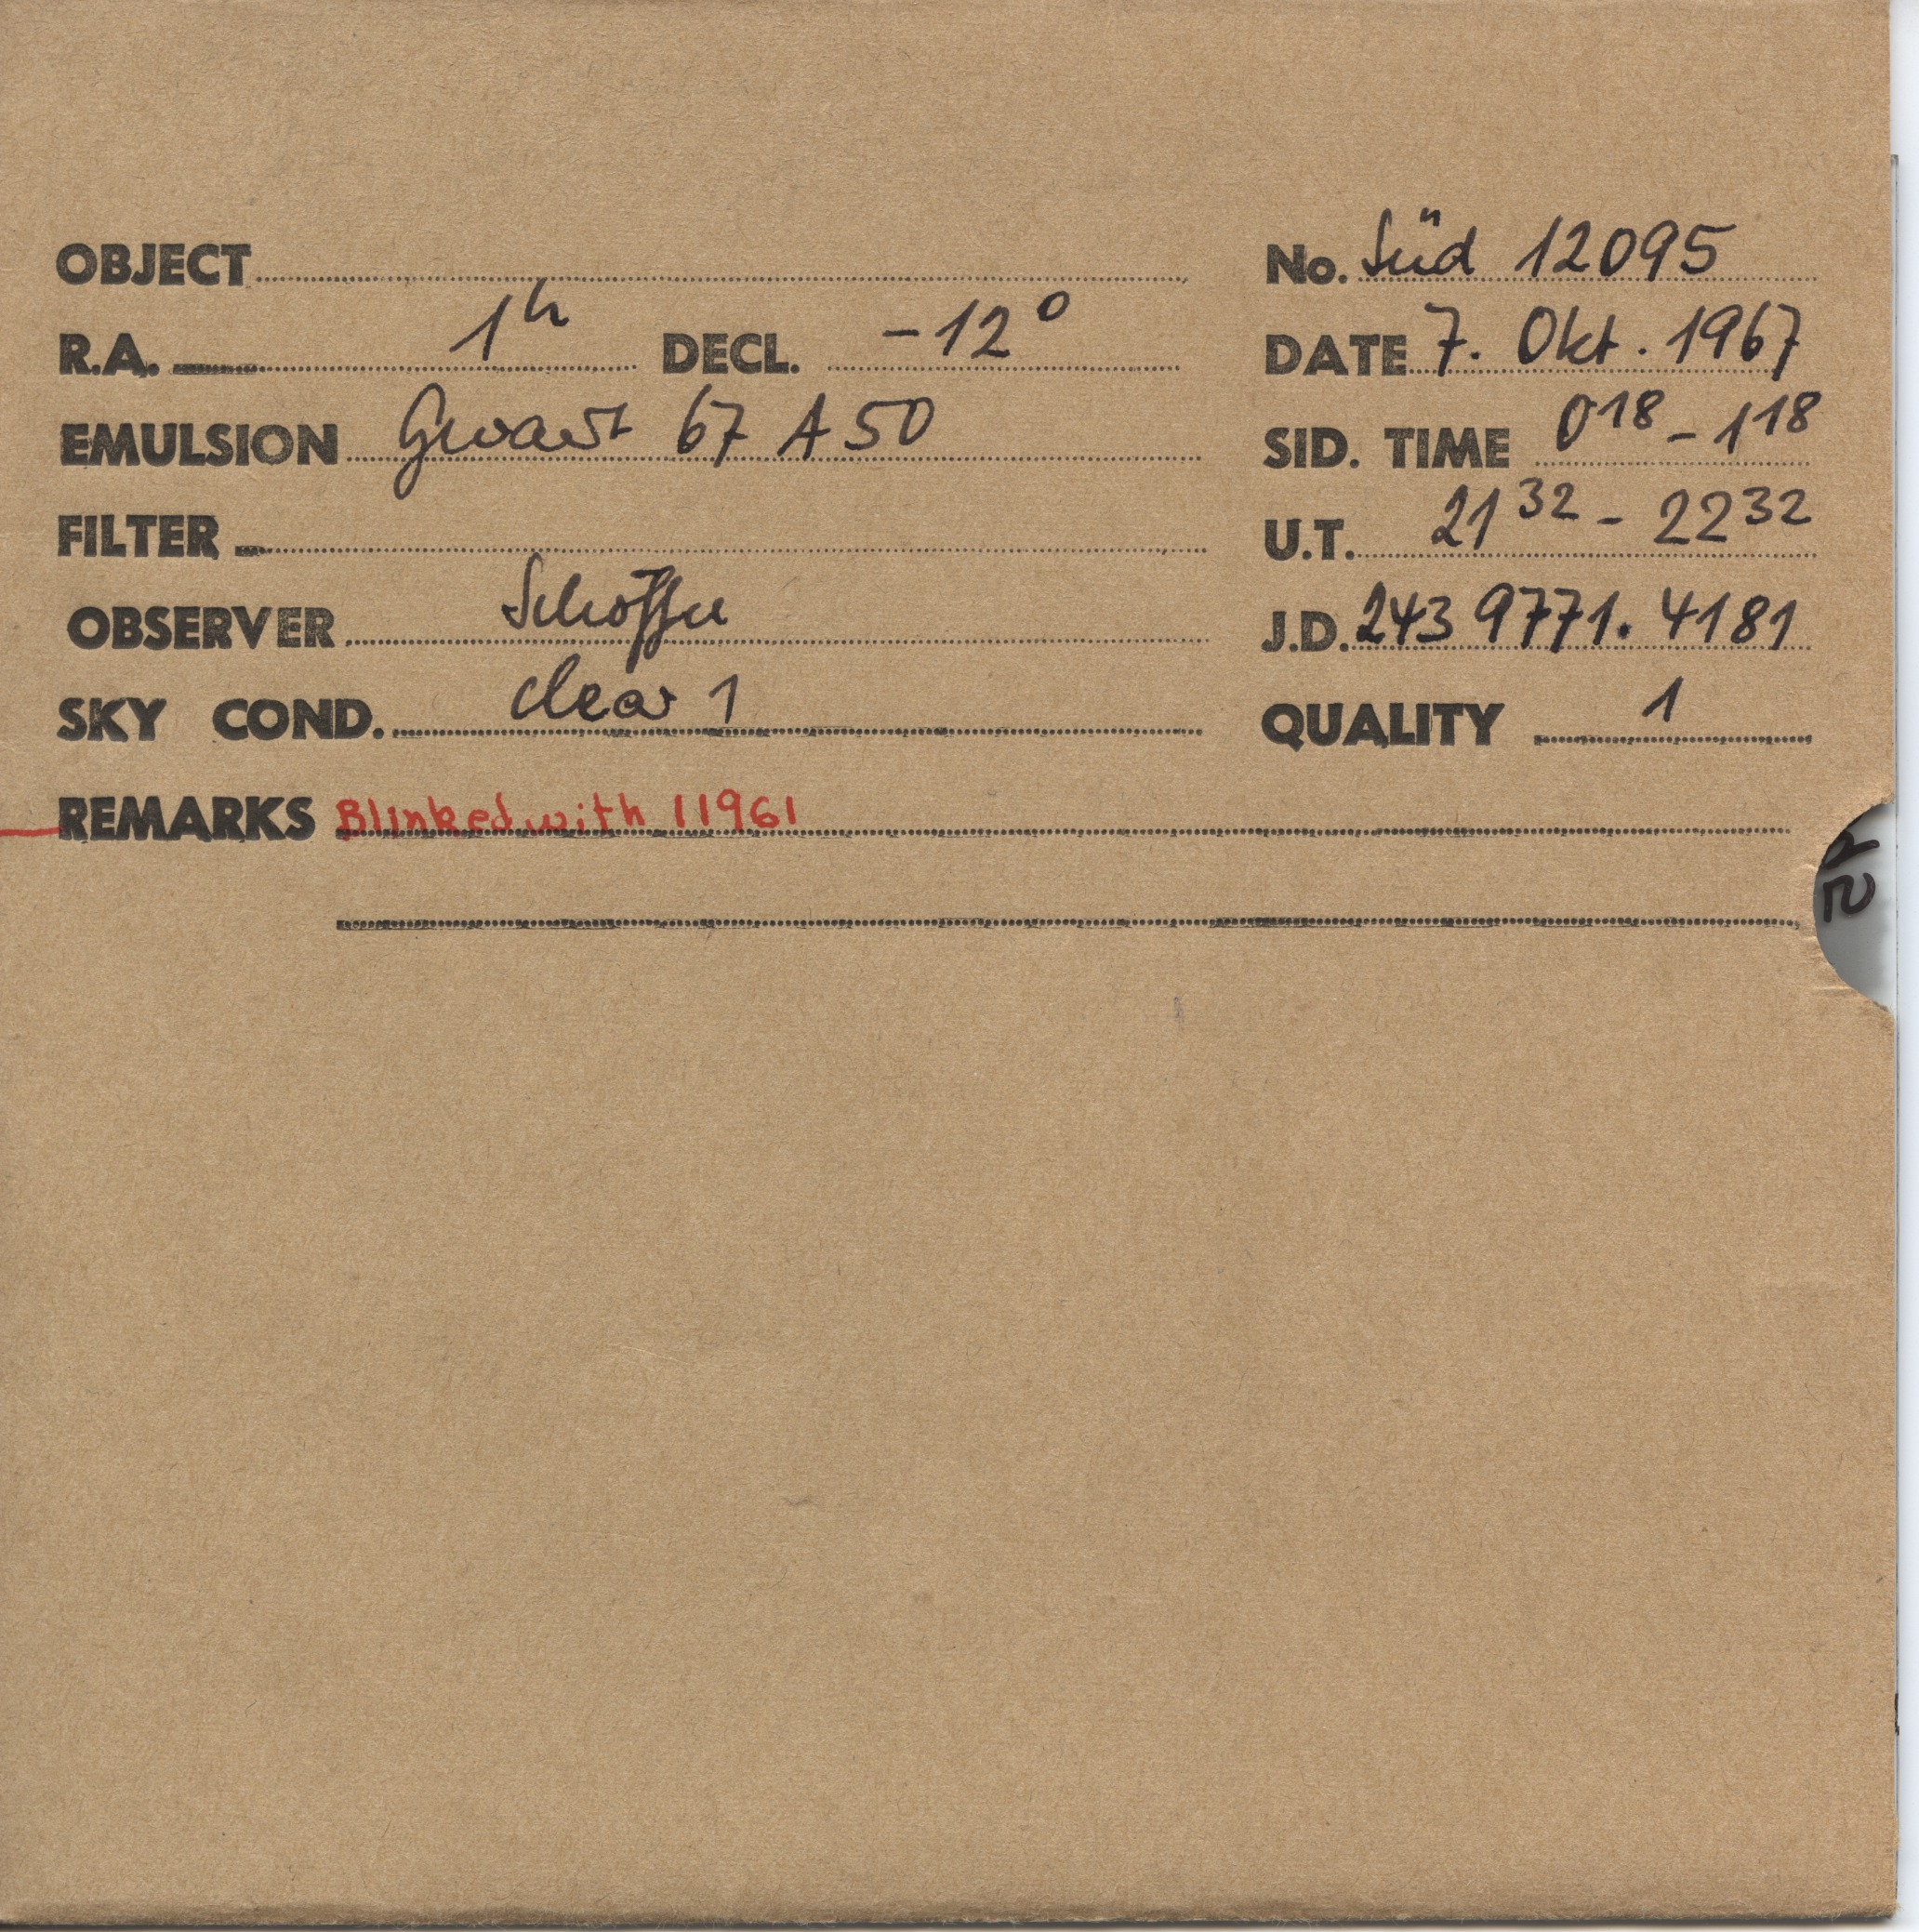 OBJECT
No. Süd 12095
R.A. 1h DECL. -12°
DATE 7. Okt. 1967
EMULSION Gevaert 67 A 50
SID. TIME 0 18 - 1 18
FILTER
U.T. 21 32 - 22 32
OBSERVER Schöffel
J.D. 243 9771. 4181
SKY COND. clear 1
QUALITY 1
REMARKS Blinked with 11961